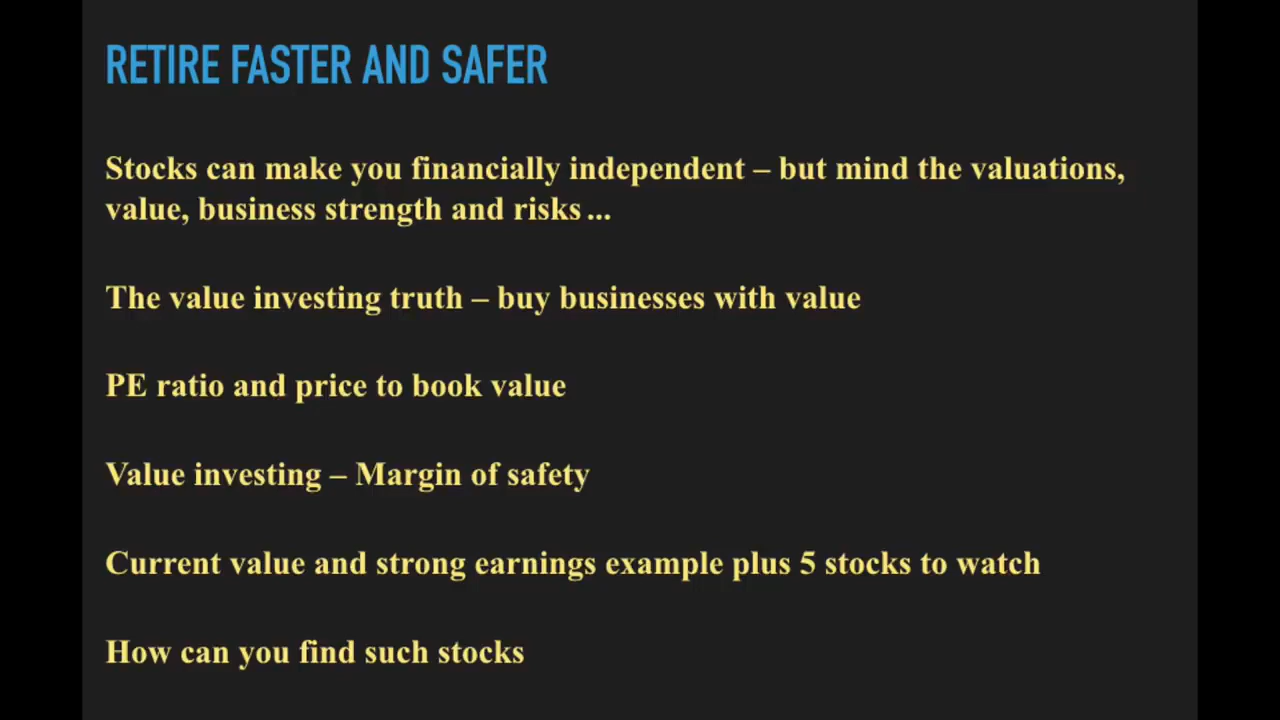 RETIRE FASTER AND SAFER
Stocks can make you financially independent – but mind the valuations,
value, business strength and risks ...
The value investing truth – buy businesses with value
PE ratio and price to book value
Value investing – Margin of safety
Current value and strong earnings example plus 5 stocks to watch
How can you find such stocks